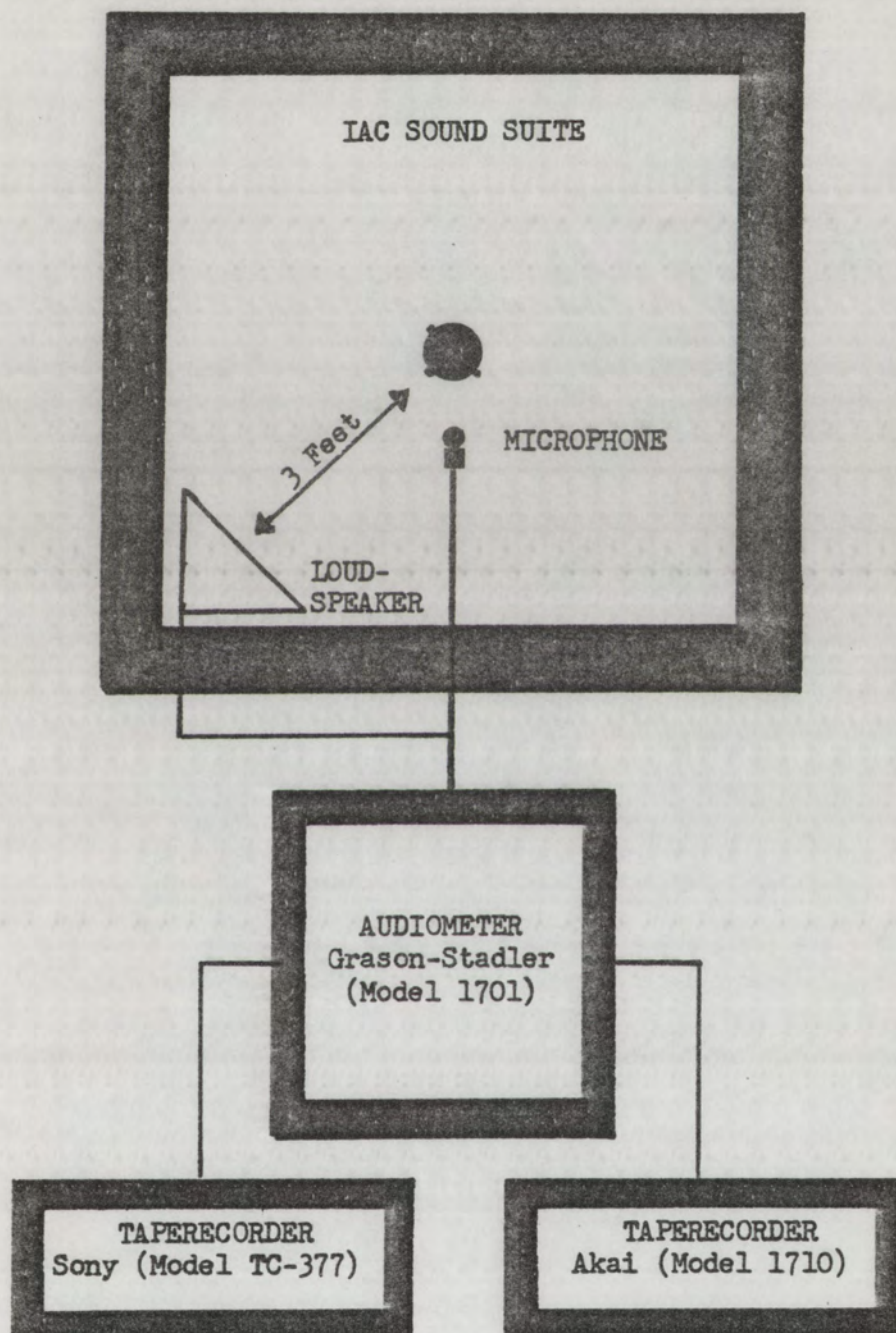 IAC SOUND SUITE
3 Feet
MICROPHONE
LOUD-
SPEAKER
AUDIOMETER
Grason-Stadler
(Model 1701)
TAPERECORDER
Sony (Model TC-377)
TAPERECORDER
Akai (Model 1710)